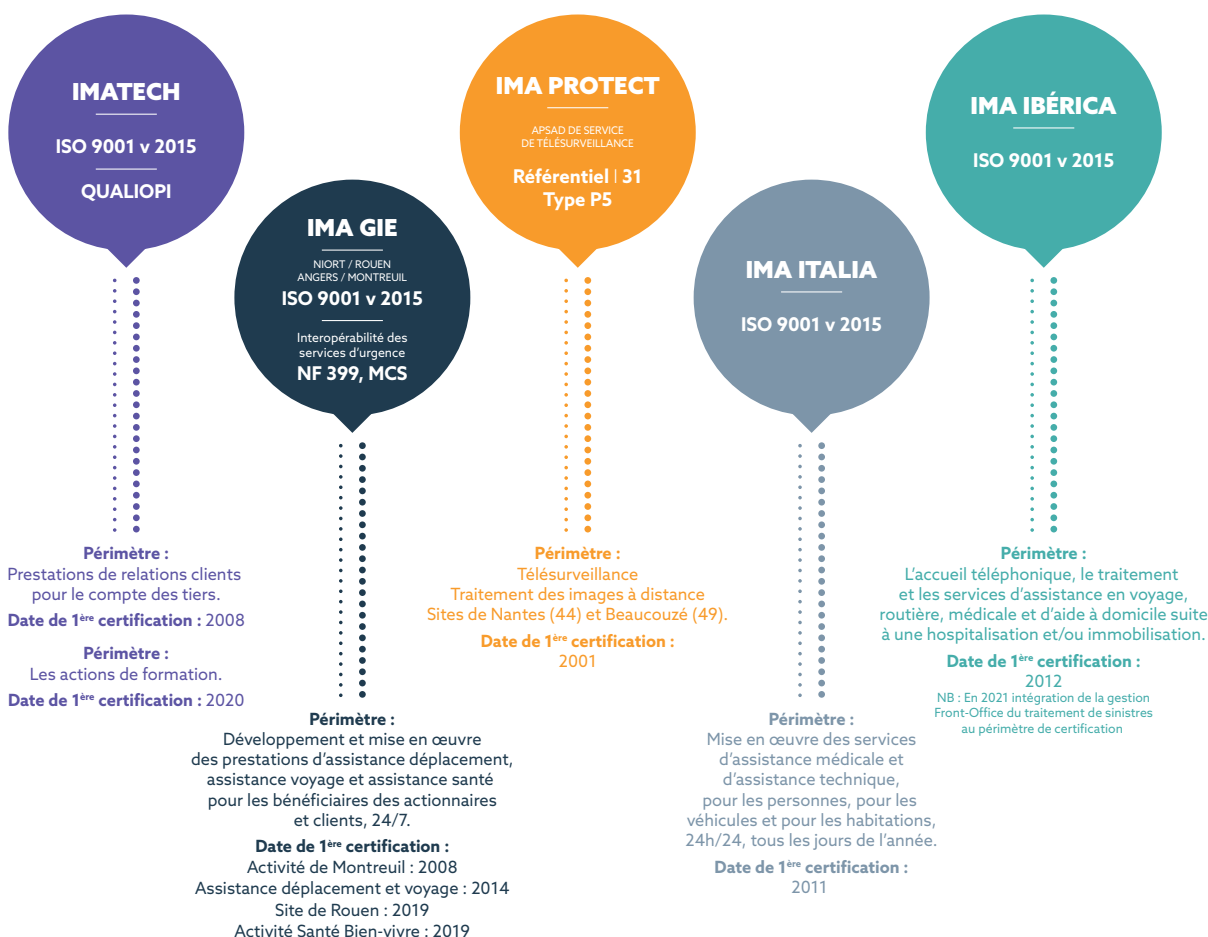 IMATECH
ISO 9001 v 2015
QUALIOPI
Périmètre :
Prestations de relations clients
pour le compte des tiers.
Date de 1ère certification : 2008
Périmètre :
Les actions de formation.
Date de 1ère certification : 2020
IMA GIE
NIORT / ROUEN
ANGERS / MONTREUIL
ISO 9001 v 2015
Interopérabilité des
services d'urgence
NF 399, MCS
Périmètre :
Développement et mise en œuvre
des prestations d'assistance déplacement,
assistance voyage et assistance santé
pour les bénéficiaires des actionnaires
et clients, 24/7.
Date de 1ère certification :
Activité de Montreuil : 2008
Assistance déplacement et voyage : 2014
Site de Rouen : 2019
Activité Santé Bien-vivre : 2019
IMA PROTECT
APSAD DE SERVICE
DE TÉLÉSURVEILLANCE
Référentiel | 31
Type P5
Périmètre :
Télésurveillance
Traitement des images à distance
Sites de Nantes (44) et Beaucouzé (49).
Date de 1ère certification :
2001
IMA ITALIA
ISO 9001 v 2015
Périmètre :
Mise en œuvre des services
d'assistance médicale et
d'assistance technique,
pour les personnes, pour les
véhicules et pour les habitations,
24h/24, tous les jours de l'année.
Date de 1ère certification :
2011
IMA IBÉRICA
ISO 9001 v 2015
Périmètre :
L'accueil téléphonique, le traitement
et les services d'assistance en voyage,
routière, médicale et d'aide à domicile suite
à une hospitalisation et/ou immobilisation.
Date de 1ère certification :
2012
NB : En 2021 intégration de la gestion
Front-Office du traitement de sinistres
au périmètre de certification